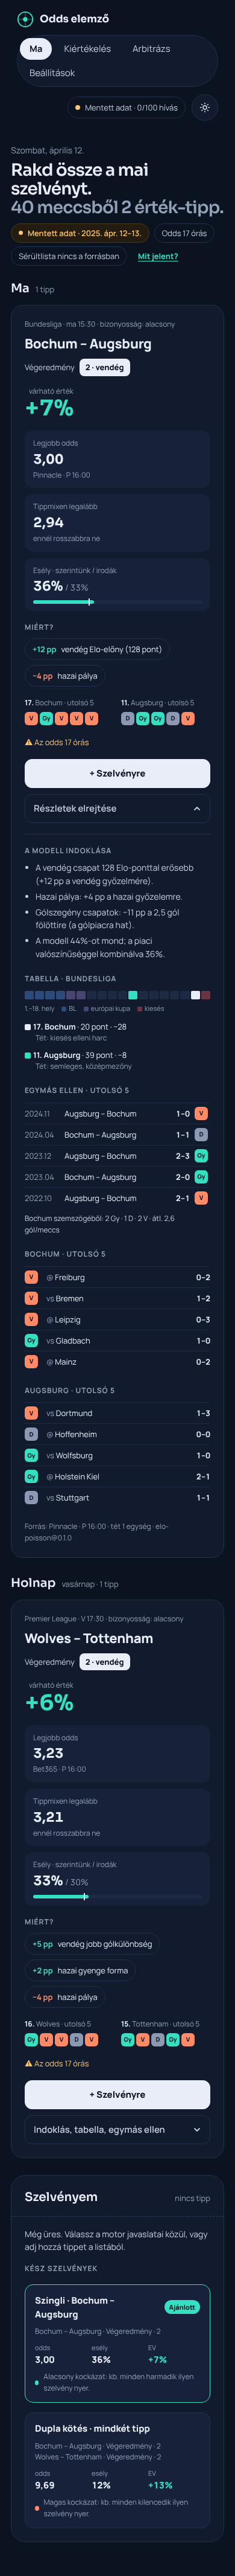 Odds elemző
Ma Kiértékelés Arbitrázs
Beállítások
Mentett adat · 0/100 hívás
Szombat, április 12.
Rakd össze a mai
szelvényt.
40 meccsből 2 érték-tipp.
Mentett adat · 2025. ápr. 12–13. Odds 17 órás
Sérültlista nincs a forrásban Mit jelent?
Ma 1 tipp
Bundesliga · ma 15:30 · bizonyosság: alacsony
Bochum – Augsburg
Végeredmény 2 · vendég
várható érték
+7%
Legjobb odds
3,00
Pinnacle · P 16:00
Tippmixen legalább
2,94
ennél rosszabbra ne
Esély · szerintünk / irodák
36% / 33%
MIÉRT?
+12 pp vendég Elo-előny (128 pont)
−4 pp hazai pálya
17. Bochum · utolsó 5
V Gy V V V
11. Augsburg · utolsó 5
D Gy Gy D V
⚠ Az odds 17 órás
+ Szelvényre
Részletek elrejtése
A MODELL INDOKLÁSA
• A vendég csapat 128 Elo-ponttal erősebb
(+12 pp a vendég győzelmére).
• Hazai pálya: +4 pp a hazai győzelemre.
• Gólszegény csapatok: −11 pp a 2,5 gól
fölöttire (a gólpiacra hat).
• A modell 44%-ot mond; a piaci
valószínűséggel kombinálva 36%.
TABELLA · BUNDESLIGA
1.–18. hely BL európai kupa kiesés
17. Bochum · 20 pont · −28
Tét: kiesés elleni harc
11. Augsburg · 39 pont · −8
Tét: semleges, középmezőny
EGYMÁS ELLEN · UTOLSÓ 5
2024.11 Augsburg – Bochum 1–0 V
2024.04 Bochum – Augsburg 1–1 D
2023.12 Augsburg – Bochum 2–3 Gy
2023.04 Bochum – Augsburg 2–0 Gy
2022.10 Augsburg – Bochum 2–1 V
Bochum szemszögéből: 2 Gy · 1 D · 2 V · átl. 2,6
gól/meccs
BOCHUM · UTOLSÓ 5
V @ Freiburg 0–2
V vs Bremen 1–2
V @ Leipzig 0–3
Gy vs Gladbach 1–0
V @ Mainz 0–2
AUGSBURG · UTOLSÓ 5
V vs Dortmund 1–3
D @ Hoffenheim 0–0
Gy vs Wolfsburg 1–0
Gy @ Holstein Kiel 2–1
D vs Stuttgart 1–1
Forrás: Pinnacle · P 16:00 · tét 1 egység · elo-
poisson@0.1.0
Holnap vasárnap · 1 tipp
Premier League · V 17:30 · bizonyosság: alacsony
Wolves – Tottenham
Végeredmény 2 · vendég
várható érték
+6%
Legjobb odds
3,23
Bet365 · P 16:00
Tippmixen legalább
3,21
ennél rosszabbra ne
Esély · szerintünk / irodák
33% / 30%
MIÉRT?
+5 pp vendég jobb gólkülönbség
+2 pp hazai gyenge forma
−4 pp hazai pálya
16. Wolves · utolsó 5
Gy V V D V
15. Tottenham · utolsó 5
Gy V D Gy V
⚠ Az odds 17 órás
+ Szelvényre
Indoklás, tabella, egymás ellen
Szelvényem nincs tipp
Még üres. Válassz a motor javaslatai közül, vagy
adj hozzá tippet a listából.
KÉSZ SZELVÉNYEK
Szingli · Bochum –
Augsburg
Ajánlott
Bochum – Augsburg · Végeredmény · 2
odds esély EV
3,00 36% +7%
Alacsony kockázat: kb. minden harmadik ilyen
szelvény nyer.
Dupla kötés · mindkét tipp
Bochum – Augsburg · Végeredmény · 2
Wolves – Tottenham · Végeredmény · 2
odds esély EV
9,69 12% +13%
Magas kockázat: kb. minden kilencedik ilyen
szelvény nyer.